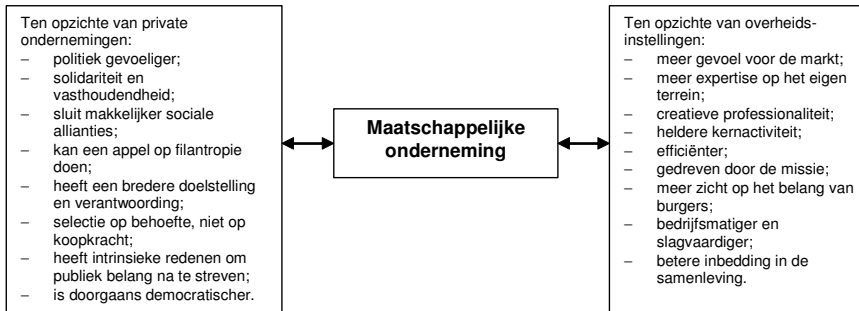 Ten opzichte van private
ondernemingen:
– politiek gevoeliger;
– solidariteit en
vasthoudendheid;
– sluit makkelijker sociale
allianties;
– kan een appel op filantropie
doen;
– heeft een bredere doelstelling
en verantwoording;
– selectie op behoefte, niet op
koopkracht;
– heeft intrinsieke redenen om
publiek belang na te streven;
– is doorgaans democratischer.
Maatschappelijke
onderneming
Ten opzichte van overheids-
instellingen:
– meer gevoel voor de markt;
– meer expertise op het eigen
terrein;
– creatieve professionaliteit;
– heldere kernactiviteit;
– efficiënter;
– gedreven door de missie;
– meer zicht op het belang van
burgers;
– bedrijfsmatiger en
slagvaardiger;
– betere inbedding in de
samenleving.